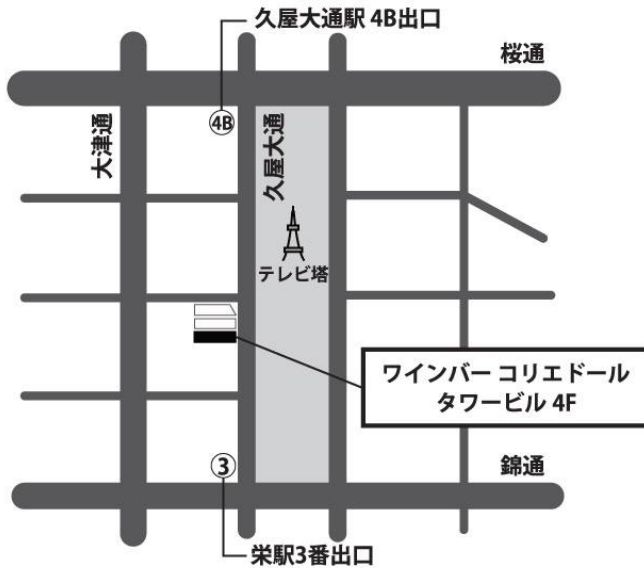 久屋大通駅 4B出口
桜通
4B
大津通
久屋大通
テレビ塔
ワインバー コリエドール
タワービル 4F
3
錦通
栄駅3番出口